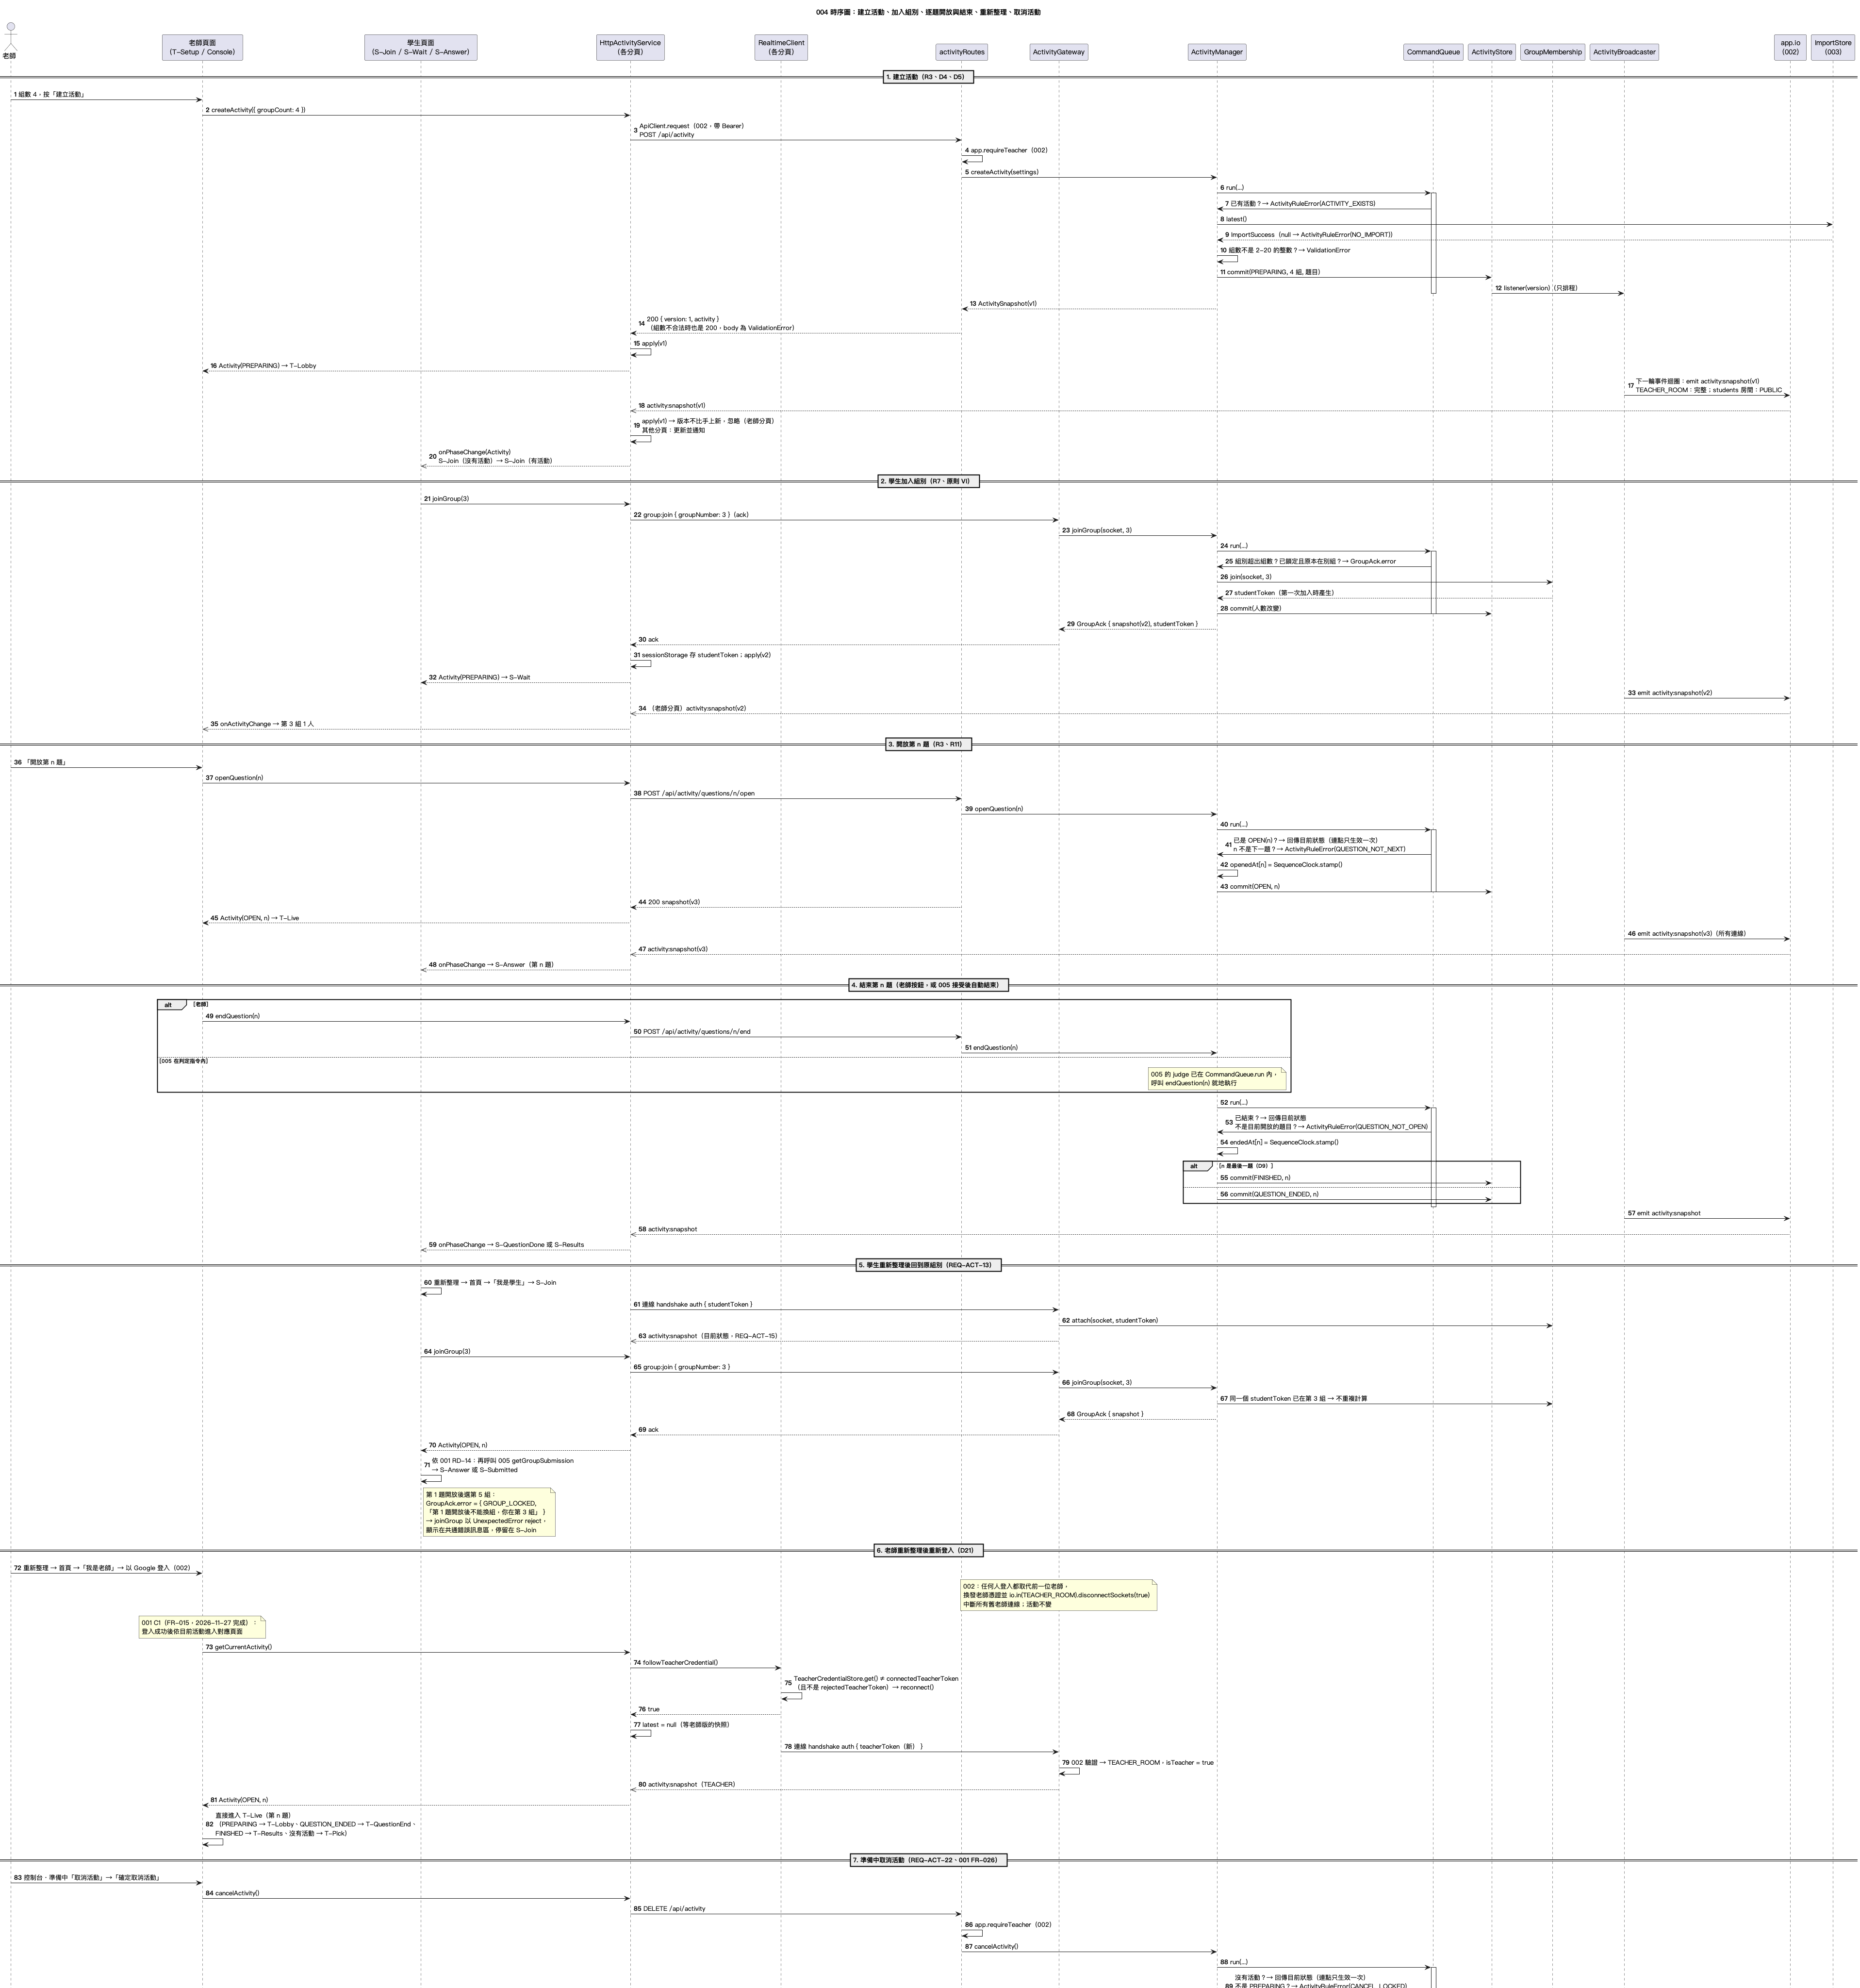 004 時序圖：建立活動、加入組別、逐題開放與結束、重新整理、取消活動
老師
老師頁面
(T-Setup / Console)
學生頁面
(S-Join / S-Wait / S-Answer)
HttpActivityService
(各分頁)
RealtimeClient
(各分頁)
activityRoutes
ActivityGateway
ActivityManager
CommandQueue
ActivityStore
GroupMembership
ActivityBroadcaster
app.io
(002)
ImportStore
(003)
1. 建立活動（R3、D4、D5）
1 組數 4，按「建立活動」
2 createActivity({ groupCount: 4 })
3 ApiClient.request（002，帶 Bearer）
POST /api/activity
4 app.requireTeacher（002）
5 createActivity(settings)
6 run(...)
7 已有活動？→ ActivityRuleError(ACTIVITY_EXISTS)
8 latest()
9 ImportSuccess（null → ActivityRuleError(NO_IMPORT)）
10 組數不是 2–20 的整數？→ ValidationError
11 commit(PREPARING, 4 組, 題目)
12 listener(version)（只排程）
13 ActivitySnapshot(v1)
14 200 { version: 1, activity }
（組數不合法時也是 200，body 為 ValidationError）
15 apply(v1)
16 Activity(PREPARING) → T-Lobby
17 下一輪事件迴圈：emit activity:snapshot(v1)
TEACHER_ROOM：完整；students 房間：PUBLIC
18 activity:snapshot(v1)
19 apply(v1) → 版本不比手上新，忽略（老師分頁）
其他分頁：更新並通知
20 onPhaseChange(Activity)
S-Join（沒有活動）→ S-Join（有活動）
2. 學生加入組別（R7、原則 VI）
21 joinGroup(3)
22 group:join { groupNumber: 3 }（ack）
23 joinGroup(socket, 3)
24 run(...)
25 組別超出組數？已鎖定且原本在別組？→ GroupAck.error
26 join(socket, 3)
27 studentToken（第一次加入時產生）
28 commit(人數改變)
29 GroupAck { snapshot(v2), studentToken }
30 ack
31 sessionStorage 存 studentToken；apply(v2)
32 Activity(PREPARING) → S-Wait
33 emit activity:snapshot(v2)
34 （老師分頁）activity:snapshot(v2)
35 onActivityChange → 第 3 組 1 人
3. 開放第 n 題（R3、R11）
36 「開放第 n 題」
37 openQuestion(n)
38 POST /api/activity/questions/n/open
39 openQuestion(n)
40 run(...)
41 已是 OPEN(n)？→ 回傳目前狀態（連點只生效一次）
n 不是下一題？→ ActivityRuleError(QUESTION_NOT_NEXT)
42 openedAt[n] = SequenceClock.stamp()
43 commit(OPEN, n)
44 200 snapshot(v3)
45 Activity(OPEN, n) → T-Live
46 emit activity:snapshot(v3)（所有連線）
47 activity:snapshot(v3)
48 onPhaseChange → S-Answer（第 n 題）
4. 結束第 n 題（老師按鈕，或 005 接受後自動結束）
alt [老師]
49 endQuestion(n)
50 POST /api/activity/questions/n/end
51 endQuestion(n)
[005 在判定指令內]
005 的 judge 已在 CommandQueue.run 內，
呼叫 endQuestion(n) 就地執行
52 run(...)
53 已結束？→ 回傳目前狀態
不是目前開放的題目？→ ActivityRuleError(QUESTION_NOT_OPEN)
54 endedAt[n] = SequenceClock.stamp()
alt [n 是最後一題（D9）]
55 commit(FINISHED, n)
56 commit(QUESTION_ENDED, n)
57 emit activity:snapshot
58 activity:snapshot
59 onPhaseChange → S-QuestionDone 或 S-Results
5. 學生重新整理後回到原組別（REQ-ACT-13）
60 重新整理 → 首頁 →「我是學生」→ S-Join
61 連線 handshake auth { studentToken }
62 attach(socket, studentToken)
63 activity:snapshot（目前狀態，REQ-ACT-15）
64 joinGroup(3)
65 group:join { groupNumber: 3 }
66 joinGroup(socket, 3)
67 同一個 studentToken 已在第 3 組 → 不重複計算
68 GroupAck { snapshot }
69 ack
70 Activity(OPEN, n)
71 依 001 RD-14：再呼叫 005 getGroupSubmission
→ S-Answer 或 S-Submitted
第 1 題開放後選第 5 組：
GroupAck.error = { GROUP_LOCKED,
「第 1 題開放後不能換組，你在第 3 組」 }
→ joinGroup 以 UnexpectedError reject，
顯示在共通錯誤訊息區，停留在 S-Join
6. 老師重新整理後重新登入（D21）
72 重新整理 → 首頁 →「我是老師」→ 以 Google 登入（002）
002：任何人登入都取代前一位老師，
換發老師憑證並 io.in(TEACHER_ROOM).disconnectSockets(true)
中斷所有舊老師連線；活動不變
001 C1（FR-015，2026-11-27 完成）：
登入成功後依目前活動進入對應頁面
73 getCurrentActivity()
74 followTeacherCredential()
75 TeacherCredentialStore.get() ≠ connectedTeacherToken
（且不是 rejectedTeacherToken）→ reconnect()
76 true
77 latest = null（等老師版的快照）
78 連線 handshake auth { teacherToken（新） }
79 002 驗證 → TEACHER_ROOM，isTeacher = true
80 activity:snapshot（TEACHER）
81 Activity(OPEN, n)
82 直接進入 T-Live（第 n 題）
（PREPARING → T-Lobby、QUESTION_ENDED → T-QuestionEnd、
FINISHED → T-Results、沒有活動 → T-Pick）
7. 準備中取消活動（REQ-ACT-22、001 FR-026）
83 控制台．準備中「取消活動」→「確定取消活動」
84 cancelActivity()
85 DELETE /api/activity
86 app.requireTeacher（002）
87 cancelActivity()
88 run(...)
89 沒有活動？→ 回傳目前狀態（連點只生效一次）
不是 PREPARING？→ ActivityRuleError(CANCEL_LOCKED)